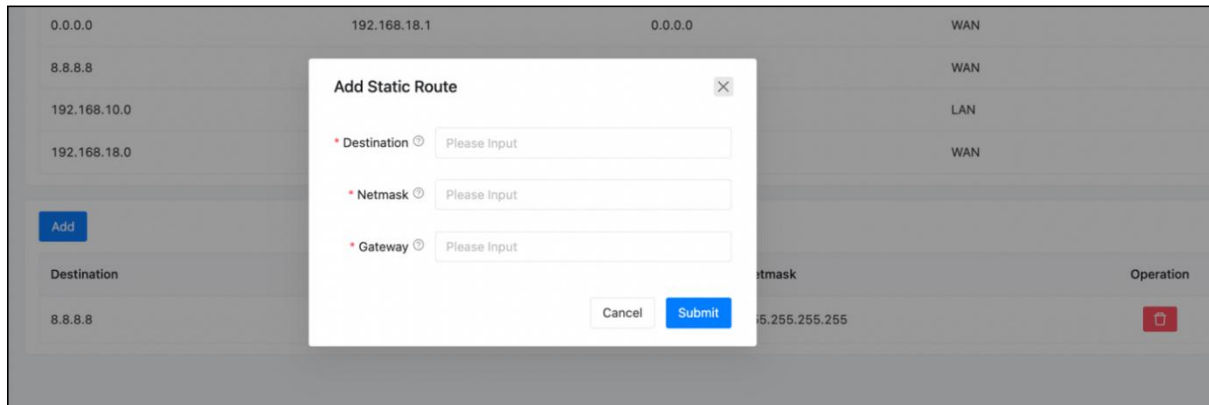 0.0.0.0 192.168.18.1 0.0.0.0 WAN
8.8.8.8 WAN
Add Static Route
192.168.10.0 LAN
* Destination Please Input
192.168.18.0 WAN
* Netmask Please Input
Add
* Gateway Please Input
Destination etmask Operation
Cancel Submit
8.8.8.8 55.255.255.255